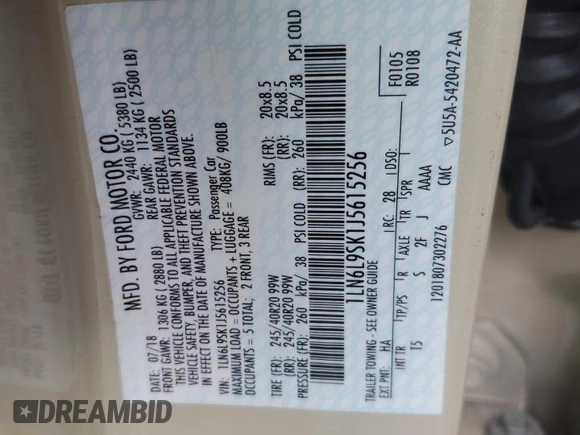 MFD. BY FORD MOTOR CO.
DATE: 07/18 GVWR: 2440 KG ( 5380 LB)
FRONT GAWR: 1306 KG ( 2880 LB) REAR GAWR: 1134 KG ( 2500 LB)
THIS VEHICLE CONFORMS TO ALL APPLICABLE FEDERAL MOTOR
VEHICLE SAFETY, BUMPER, AND THEFT PREVENTION STANDARDS
IN EFFECT ON THE DATE OF MANUFACTURE SHOWN ABOVE.
VIN: 1LN6L9SK1J5615256 TYPE: Passenger Car
MAXIMUM LOAD = OCCUPANTS + LUGGAGE = 408KG/ 900LB
OCCUPANTS = 5 TOTAL; 2 FRONT, 3 REAR
TIRE (FR): 245/40R20 99W RIMS (FR): 20x8.5
(RR): 245/40R20 99W (RR): 20x8.5
PRESSURE (FR): 260 kPa/ 38 PSI COLD (RR): 260 kPa/ 38 PSI COLD
1LN6L9SK1J5615256
TRAILER TOWING - SEE OWNER GUIDE F0105
EXT PNT: HA RC: 28 DSO: R0108
INT TR TP/PS R AXLE TR SPR
T5 S 2F J AAAA
1201807302276 CMC ▽5U5A-5420472-AA
DREAMBID